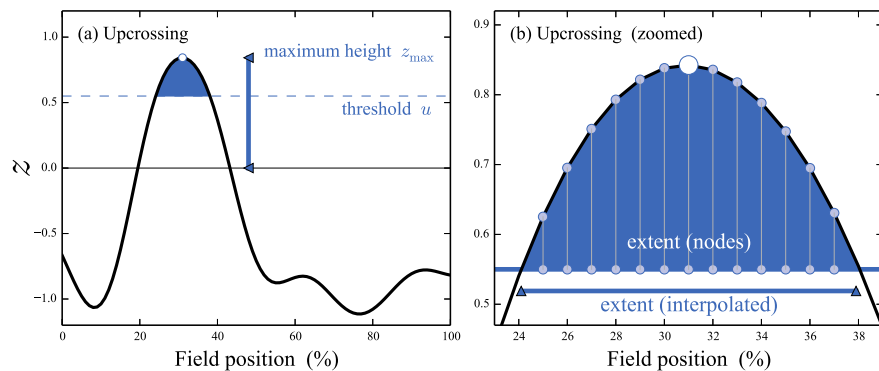 (a) Upcrossing
maximum height z_max
threshold u
z
1.0
0.5
0.0
−0.5
−1.0
0 20 40 60 80 100
Field position (%)
(b) Upcrossing (zoomed)
0.9
0.8
0.7
0.6
0.5
extent (nodes)
extent (interpolated)
24 26 28 30 32 34 36 38
Field position (%)